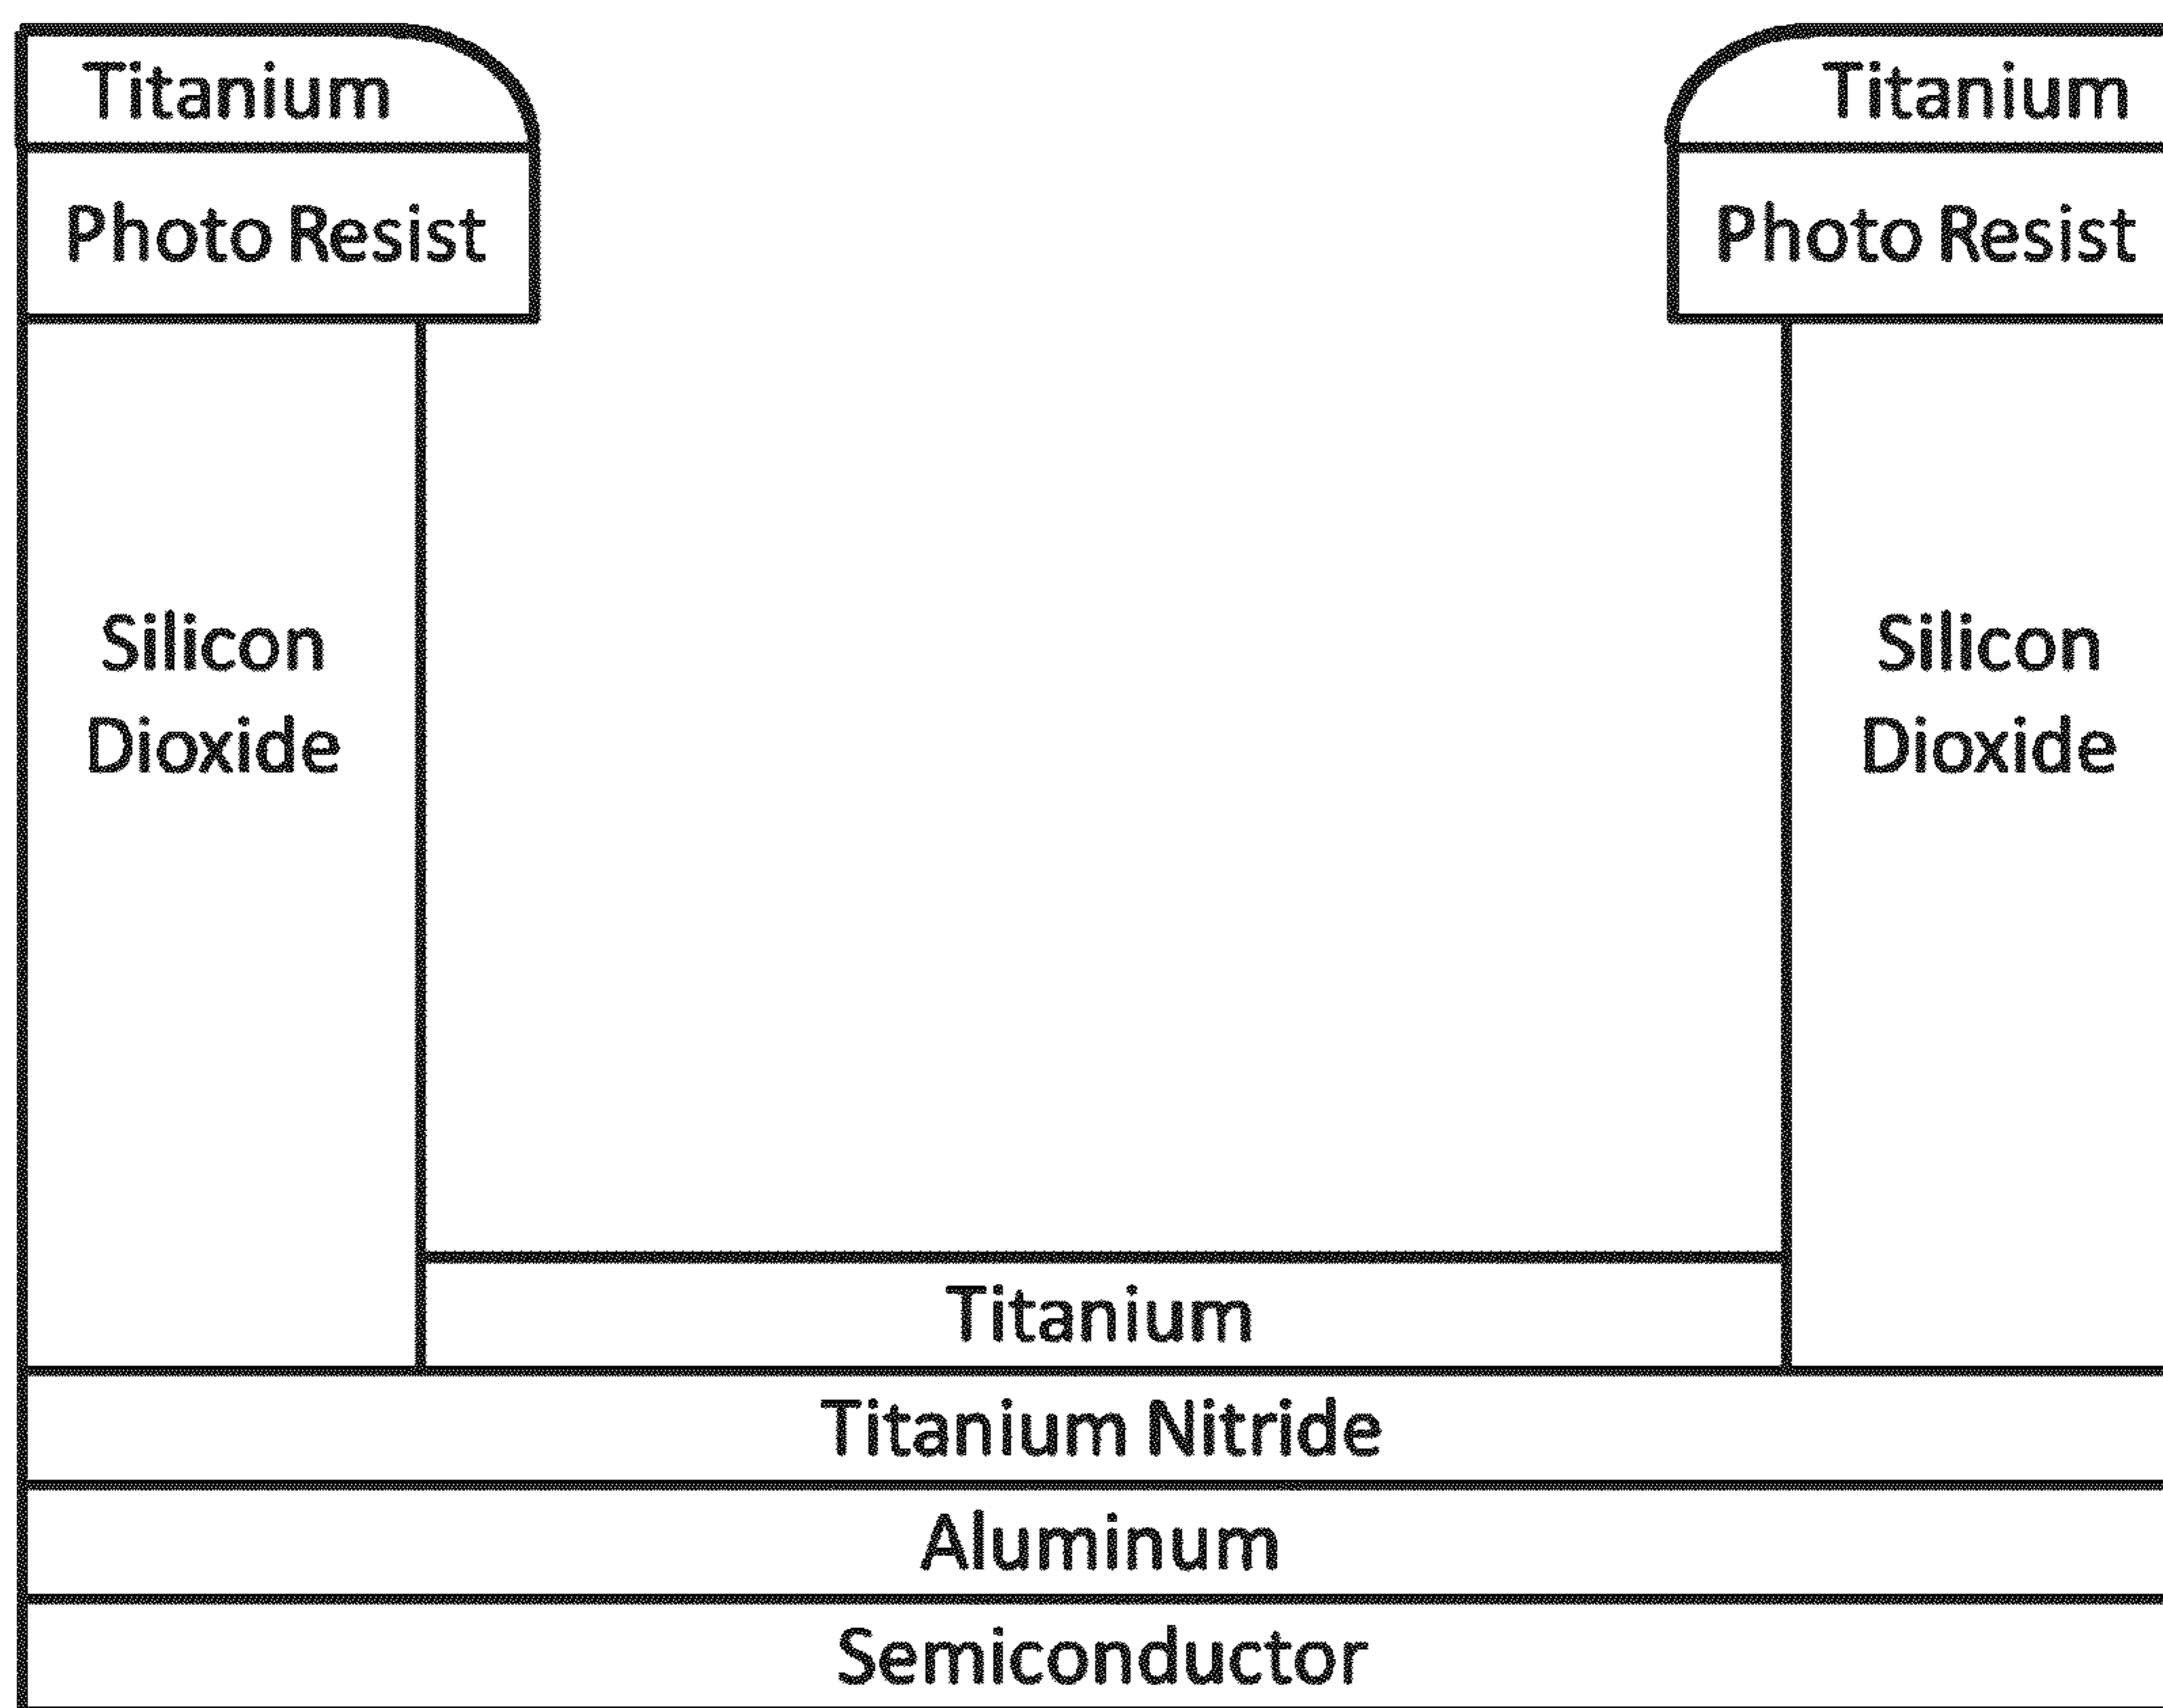 Titanium
Titanium
Photo Resist
Photo Resist
Silicon
Dioxide
Silicon
Dioxide
Titanium
Titanium Nitride
Aluminum
Semiconductor